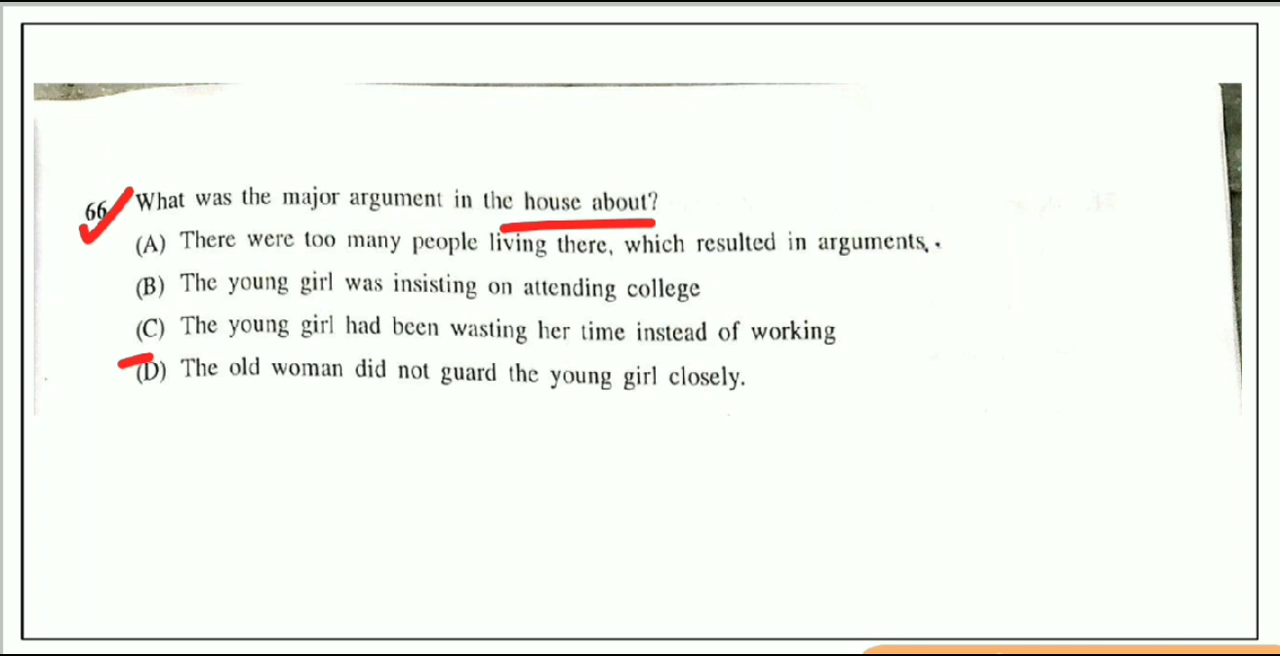 66. What was the major argument in the house about?
(A) There were too many people living there, which resulted in arguments,.
(B) The young girl was insisting on attending college
(C) The young girl had been wasting her time instead of working
(D) The old woman did not guard the young girl closely.